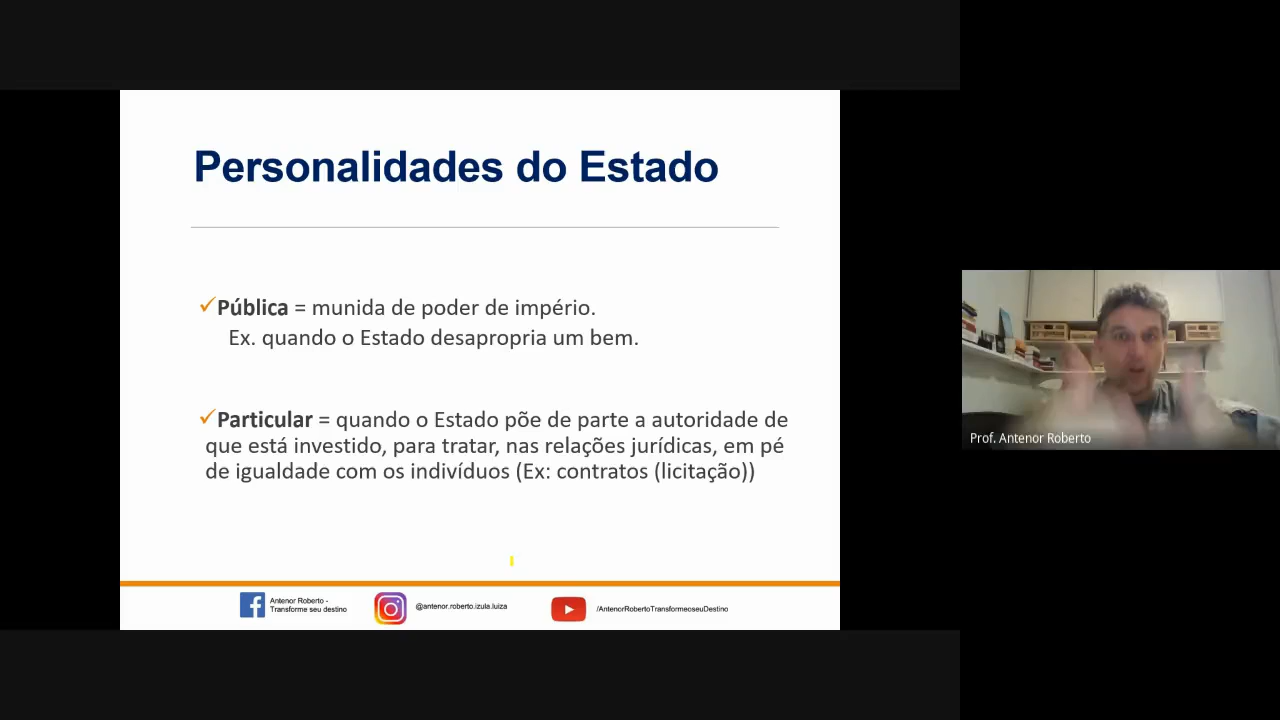 Personalidades do Estado
✓Pública = munida de poder de império.
Ex. quando o Estado desapropria um bem.
✓Particular = quando o Estado põe de parte a autoridade de
que está investido, para tratar, nas relações jurídicas, em pé
de igualdade com os indivíduos (Ex: contratos (licitação))
Antenor Roberto -
Transforme seu destino
@antenor.roberto.izula.luiza
/AntenorRobertoTransformeoseuDestino
Prof. Antenor Roberto